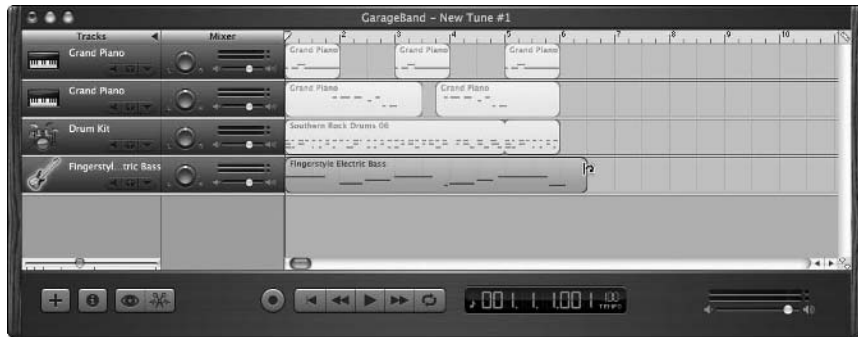 GarageBand – New Tune #1
Tracks Mixer 2 3 4 5 6 7 8 9 10
Grand Piano Grand Piano Grand Piano Grand Piano
Grand Piano Grand Piano Grand Piano
Drum Kit Southern Rock Drums 06
Fingerstyl...tric Bass Fingerstyle Electric Bass
001. 1. 1.001 100
TEMPO